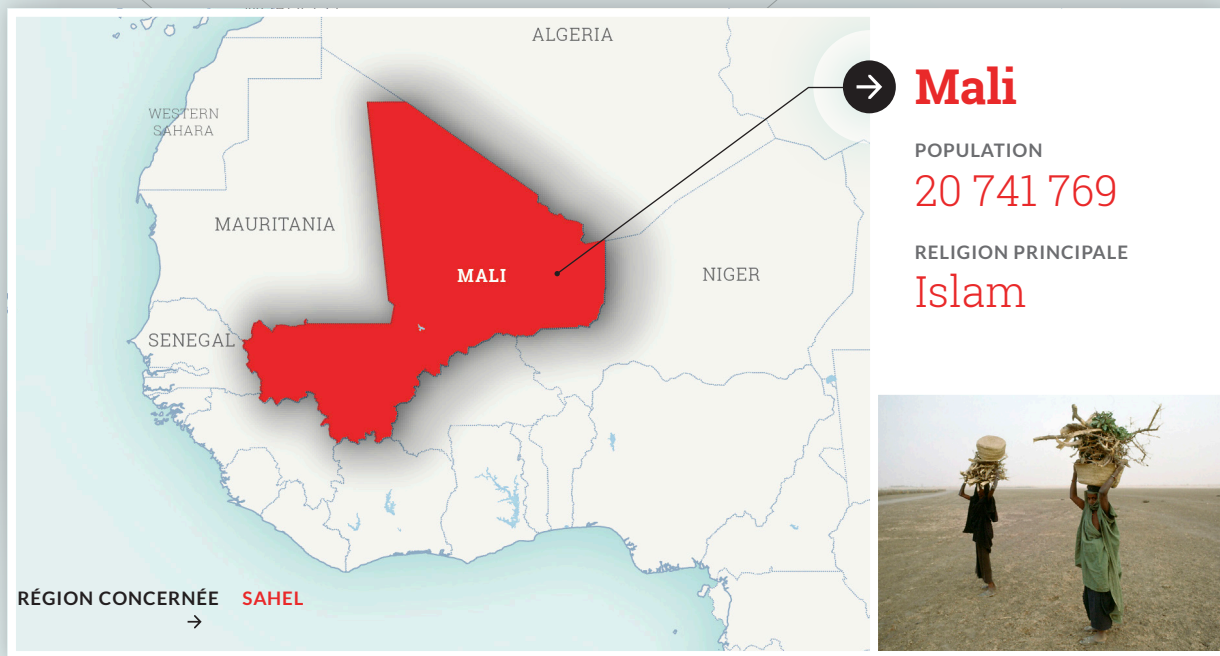 ALGERIA
WESTERN
SAHARA
MAURITANIA
MALI
NIGER
SENEGAL
RÉGION CONCERNÉE SAHEL
→
→
Mali
POPULATION
20 741 769
RELIGION PRINCIPALE
Islam